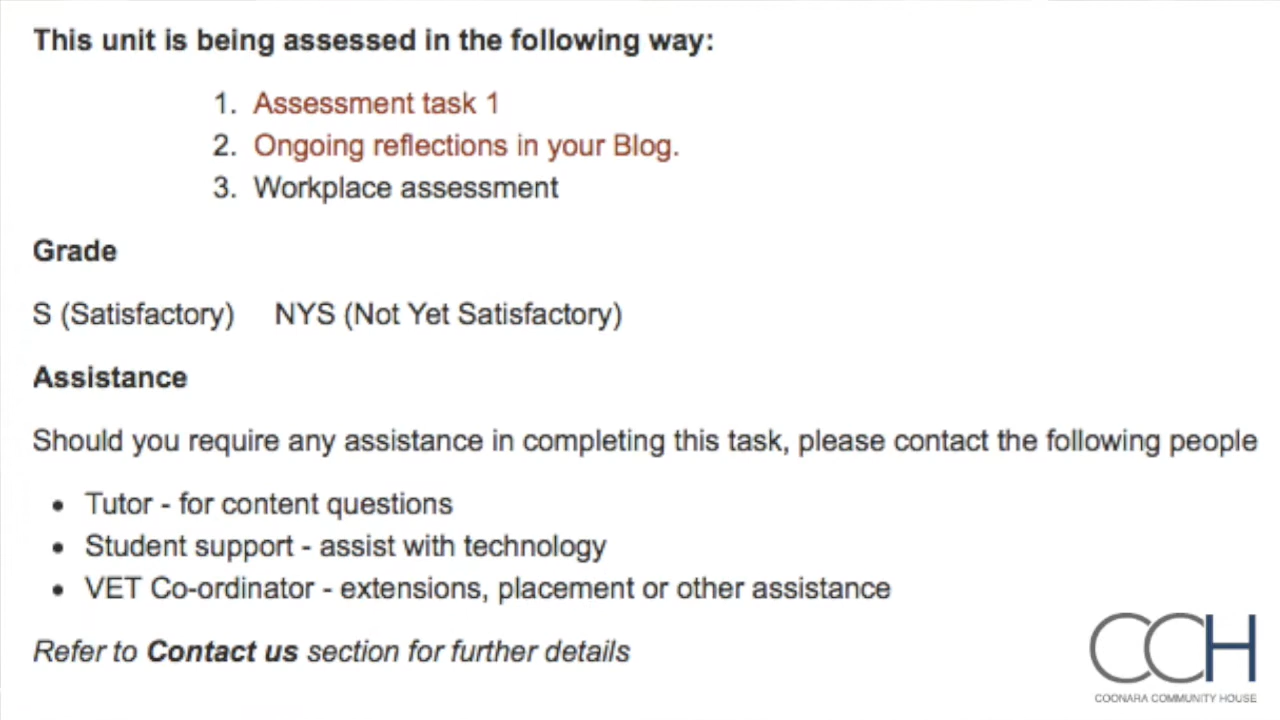 This unit is being assessed in the following way:
1. Assessment task 1
2. Ongoing reflections in your Blog.
3. Workplace assessment
Grade
S (Satisfactory) NYS (Not Yet Satisfactory)
Assistance
Should you require any assistance in completing this task, please contact the following people
• Tutor - for content questions
• Student support - assist with technology
• VET Co-ordinator - extensions, placement or other assistance
Refer to Contact us section for further details
CCH
COONARA COMMUNITY HOUSE